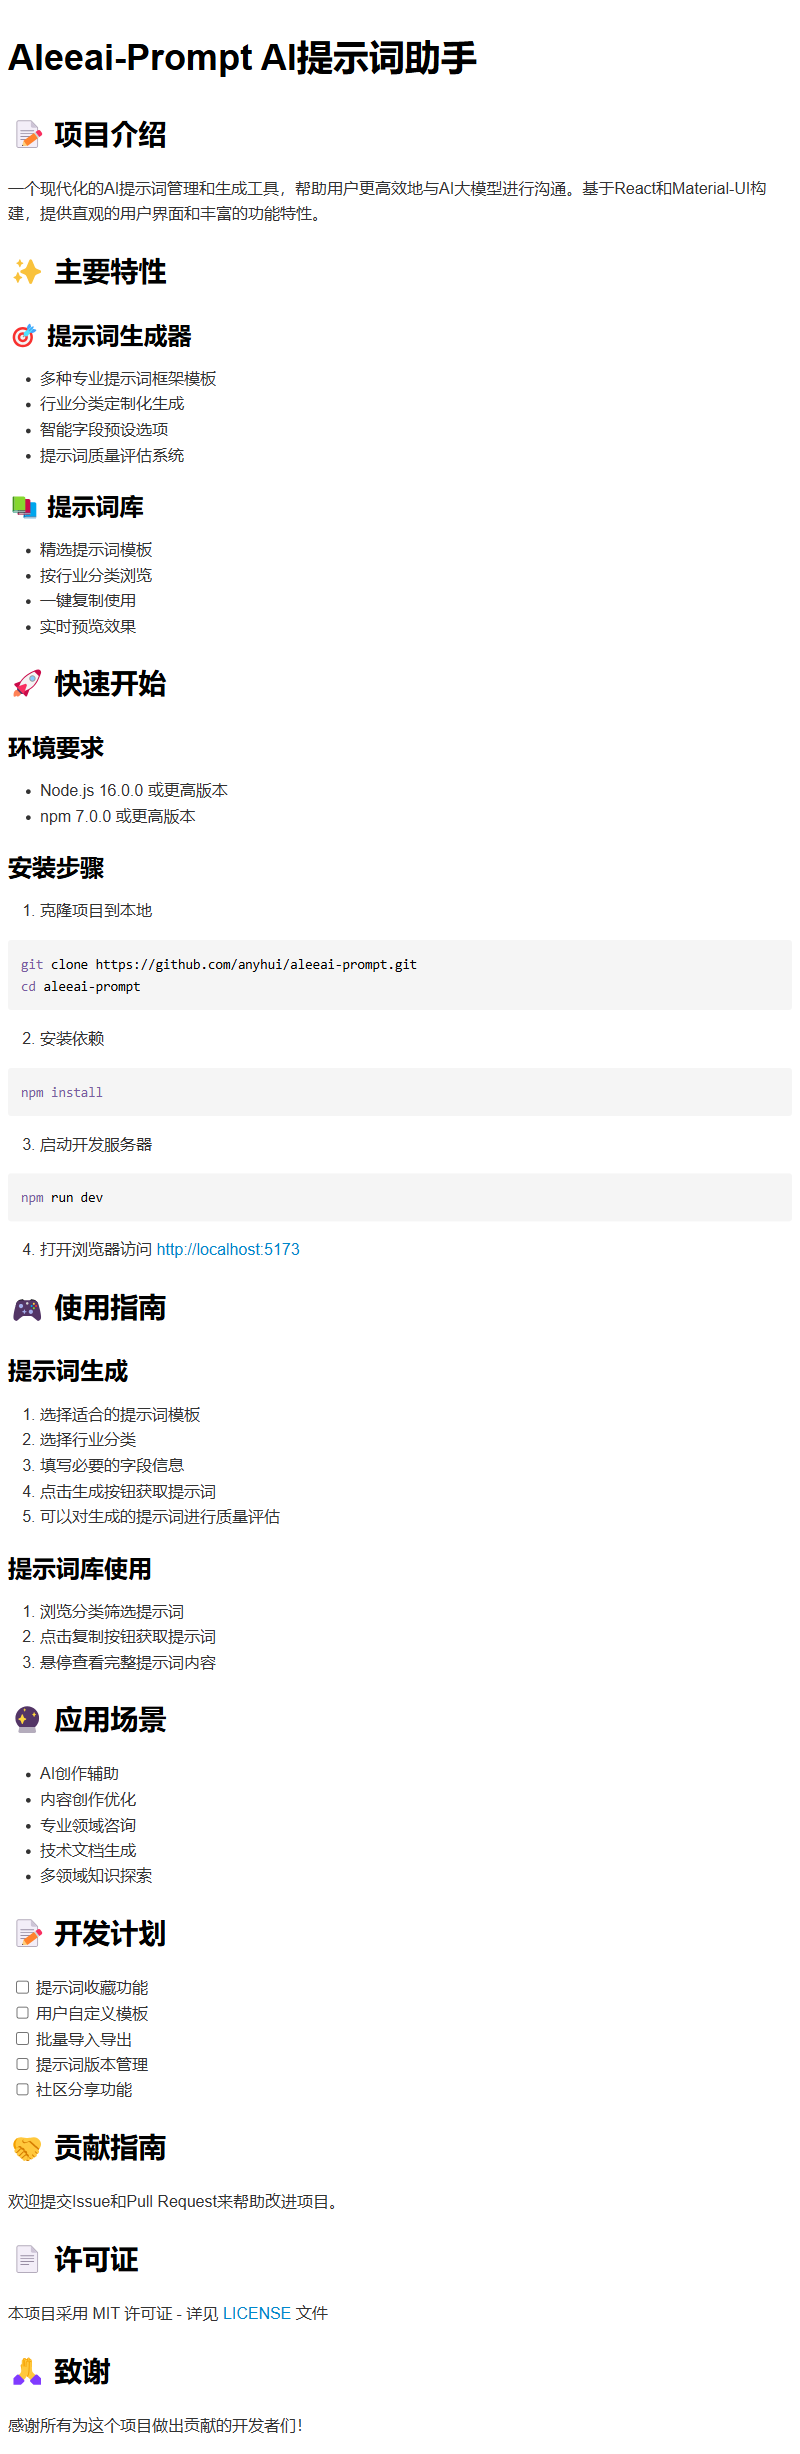 Aleeai-Prompt AI提示词助手
📝 项目介绍
一个现代化的AI提示词管理和生成工具，帮助用户更高效地与AI大模型进行沟通。基于React和Material-UI构
建，提供直观的用户界面和丰富的功能特性。
✨ 主要特性
🎯 提示词生成器
• 多种专业提示词框架模板
• 行业分类定制化生成
• 智能字段预设选项
• 提示词质量评估系统
📚 提示词库
• 精选提示词模板
• 按行业分类浏览
• 一键复制使用
• 实时预览效果
🚀 快速开始
环境要求
• Node.js 16.0.0 或更高版本
• npm 7.0.0 或更高版本
安装步骤
1. 克隆项目到本地
git clone https://github.com/anyhui/aleeai-prompt.git
cd aleeai-prompt
2. 安装依赖
npm install
3. 启动开发服务器
npm run dev
4. 打开浏览器访问 http://localhost:5173
🎮 使用指南
提示词生成
1. 选择适合的提示词模板
2. 选择行业分类
3. 填写必要的字段信息
4. 点击生成按钮获取提示词
5. 可以对生成的提示词进行质量评估
提示词库使用
1. 浏览分类筛选提示词
2. 点击复制按钮获取提示词
3. 悬停查看完整提示词内容
🔮 应用场景
• AI创作辅助
• 内容创作优化
• 专业领域咨询
• 技术文档生成
• 多领域知识探索
📝 开发计划
☐ 提示词收藏功能
☐ 用户自定义模板
☐ 批量导入导出
☐ 提示词版本管理
☐ 社区分享功能
🤝 贡献指南
欢迎提交Issue和Pull Request来帮助改进项目。
📄 许可证
本项目采用 MIT 许可证 - 详见 LICENSE 文件
🙏 致谢
感谢所有为这个项目做出贡献的开发者们！